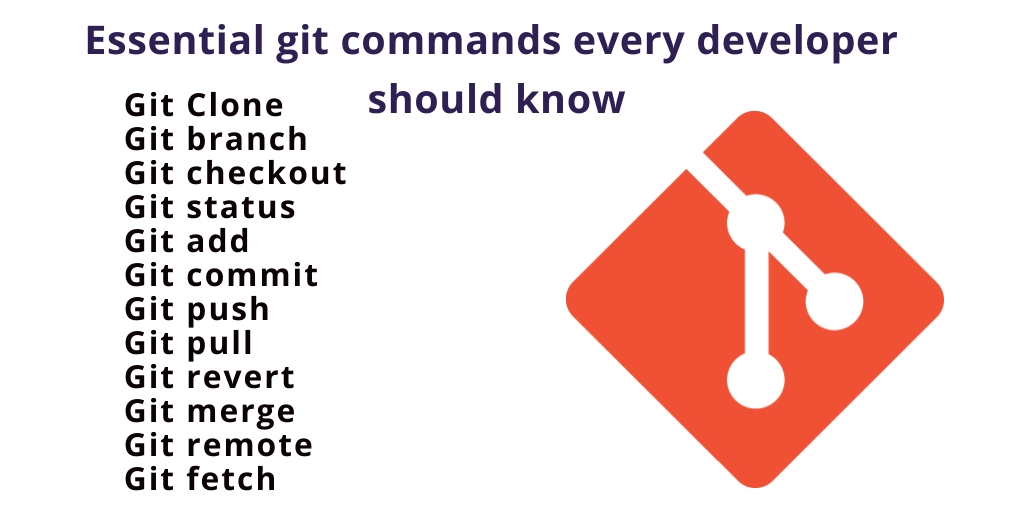 Essential git commands every developer
should know
Git Clone
Git branch
Git checkout
Git status
Git add
Git commit
Git push
Git pull
Git revert
Git merge
Git remote
Git fetch